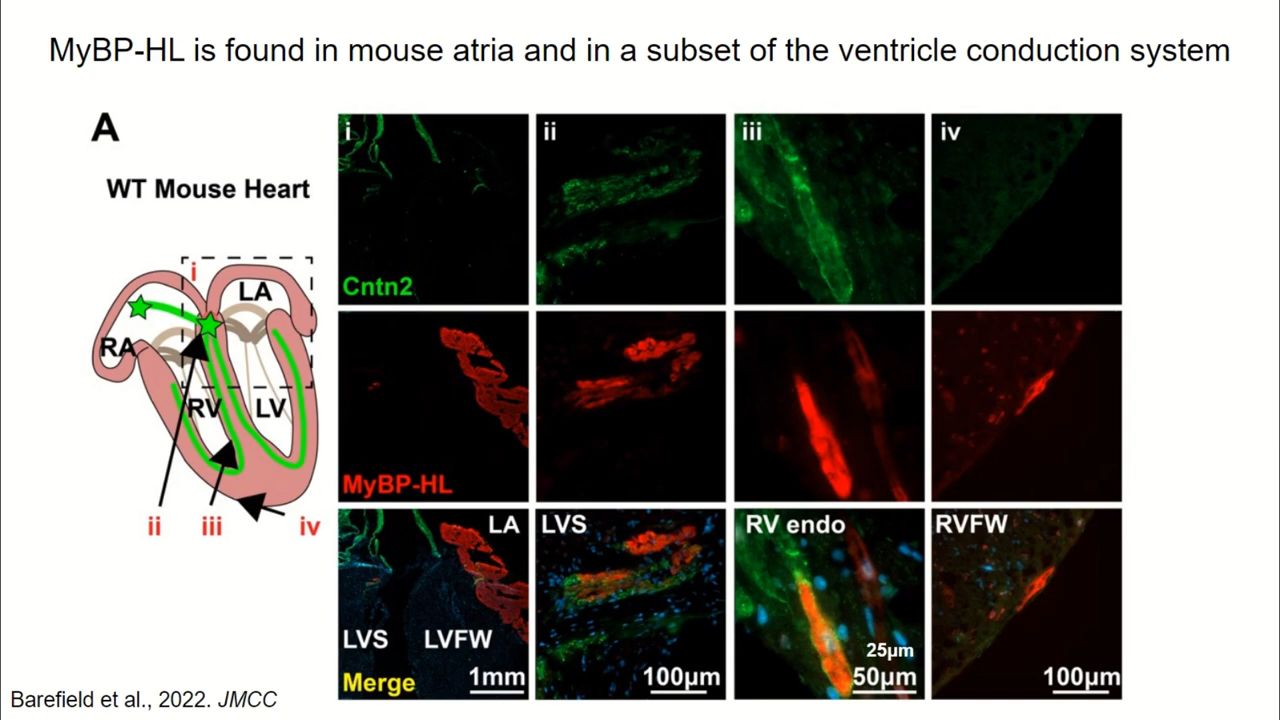 MyBP-HL is found in mouse atria and in a subset of the ventricle conduction system
A
WT Mouse Heart
i
LA
RA
RV
LV
ii
iii
iv
i
ii
iii
iv
Cntn2
MyBP-HL
LA
LVS
RV endo
RVFW
LVS
LVFW
25µm
Merge
1mm
100µm
50µm
100µm
Barefield et al., 2022. JMCC